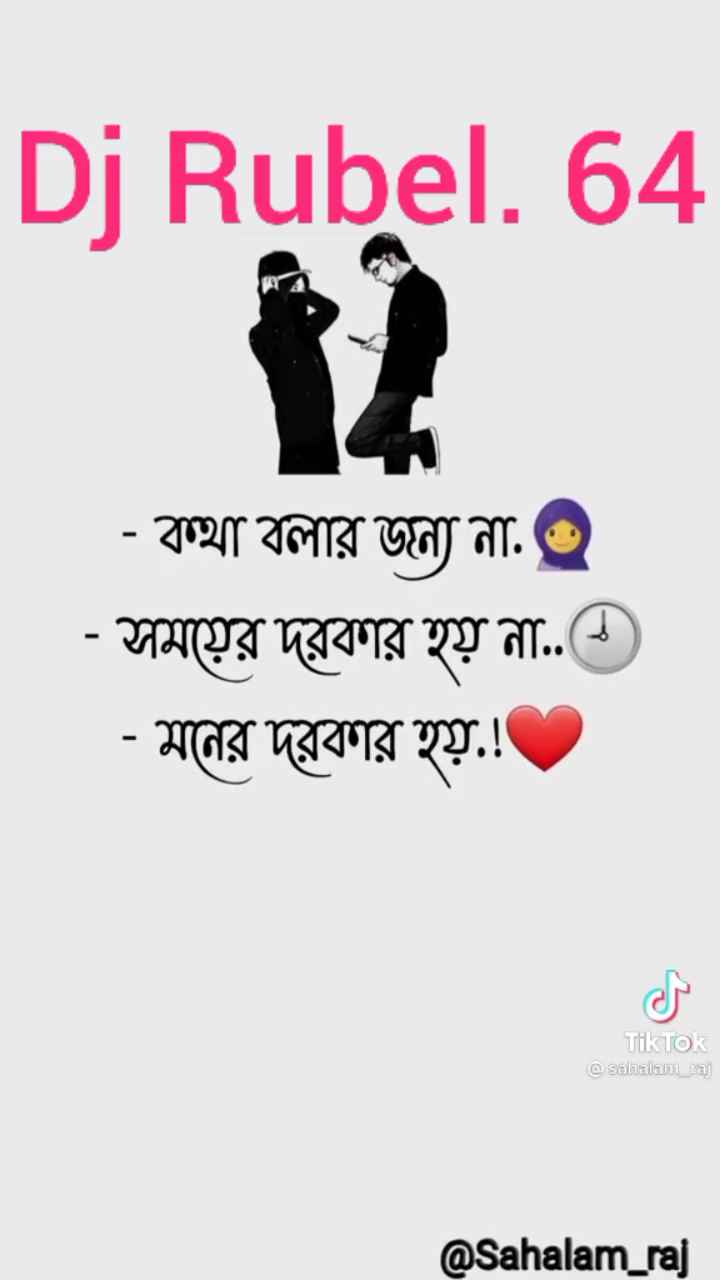 Dj Rubel. 64
- কথা বলার জন্য না.🧕
- সময়ের দরকার হয় না..🕘
- মনের দরকার হয়.!❤️
TikTok
@sahalam_raj
@Sahalam_raj